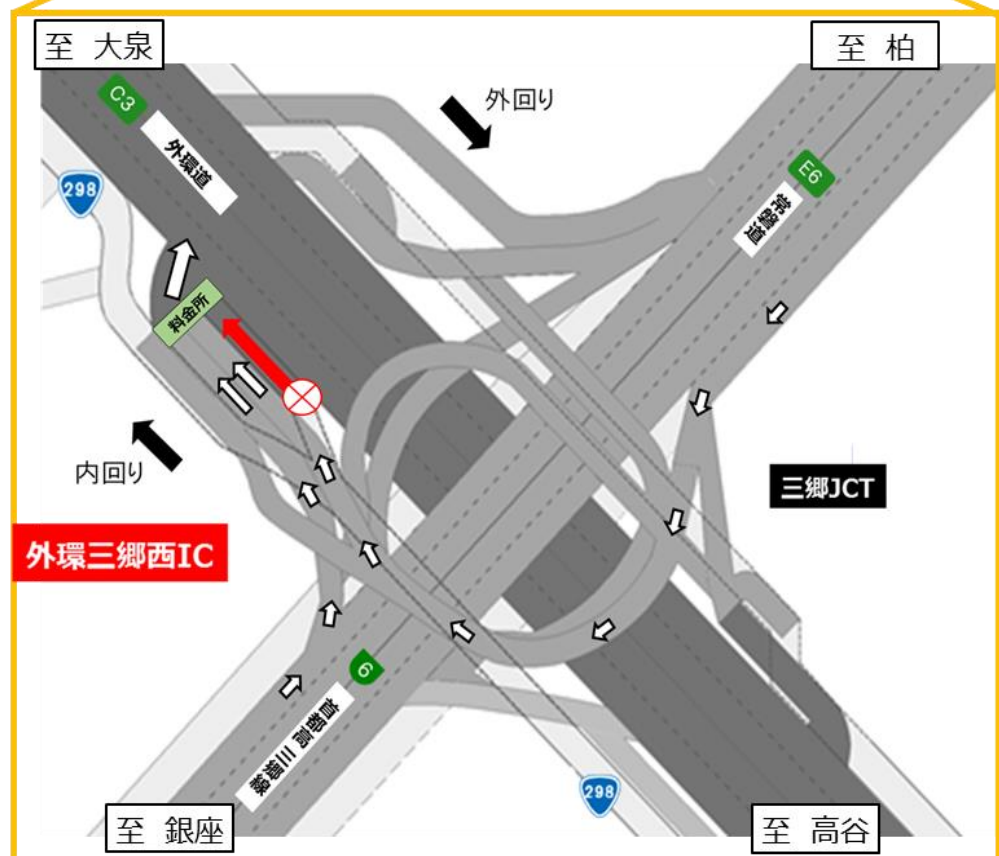 至 大泉
至 柏
C3
外環道
外回り
298
E6
常磐道
料金所
内回り
三郷JCT
外環三郷西IC
6
首都高 三郷線
298
至 銀座
至 高谷